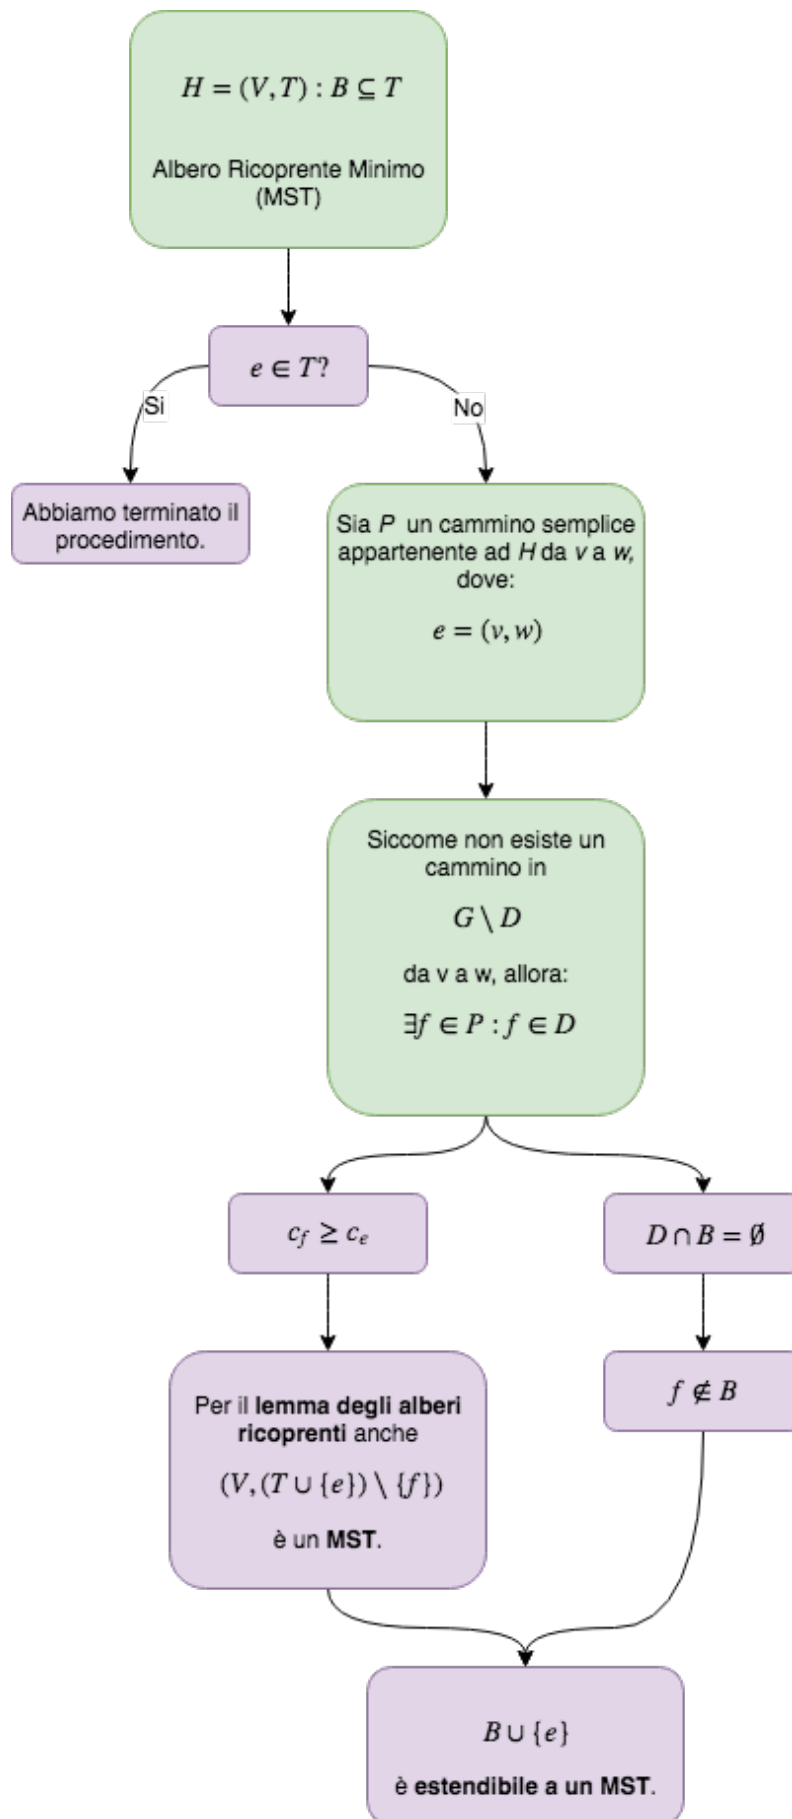 H = (V, T) : B ⊆ T
Albero Ricoprente Minimo
(MST)
e ∈ T?
Si
No
Abbiamo terminato il
procedimento.
Sia P un cammino semplice
appartenente ad H da v a w,
dove:
e = (v, w)
Siccome non esiste un
cammino in
G \ D
da v a w, allora:
∃f ∈ P : f ∈ D
c_f ≥ c_e
D ∩ B = ∅
Per il lemma degli alberi
ricoprenti anche
(V, (T ∪ {e}) \ {f})
è un MST.
f ∉ B
B ∪ {e}
è estendibile a un MST.